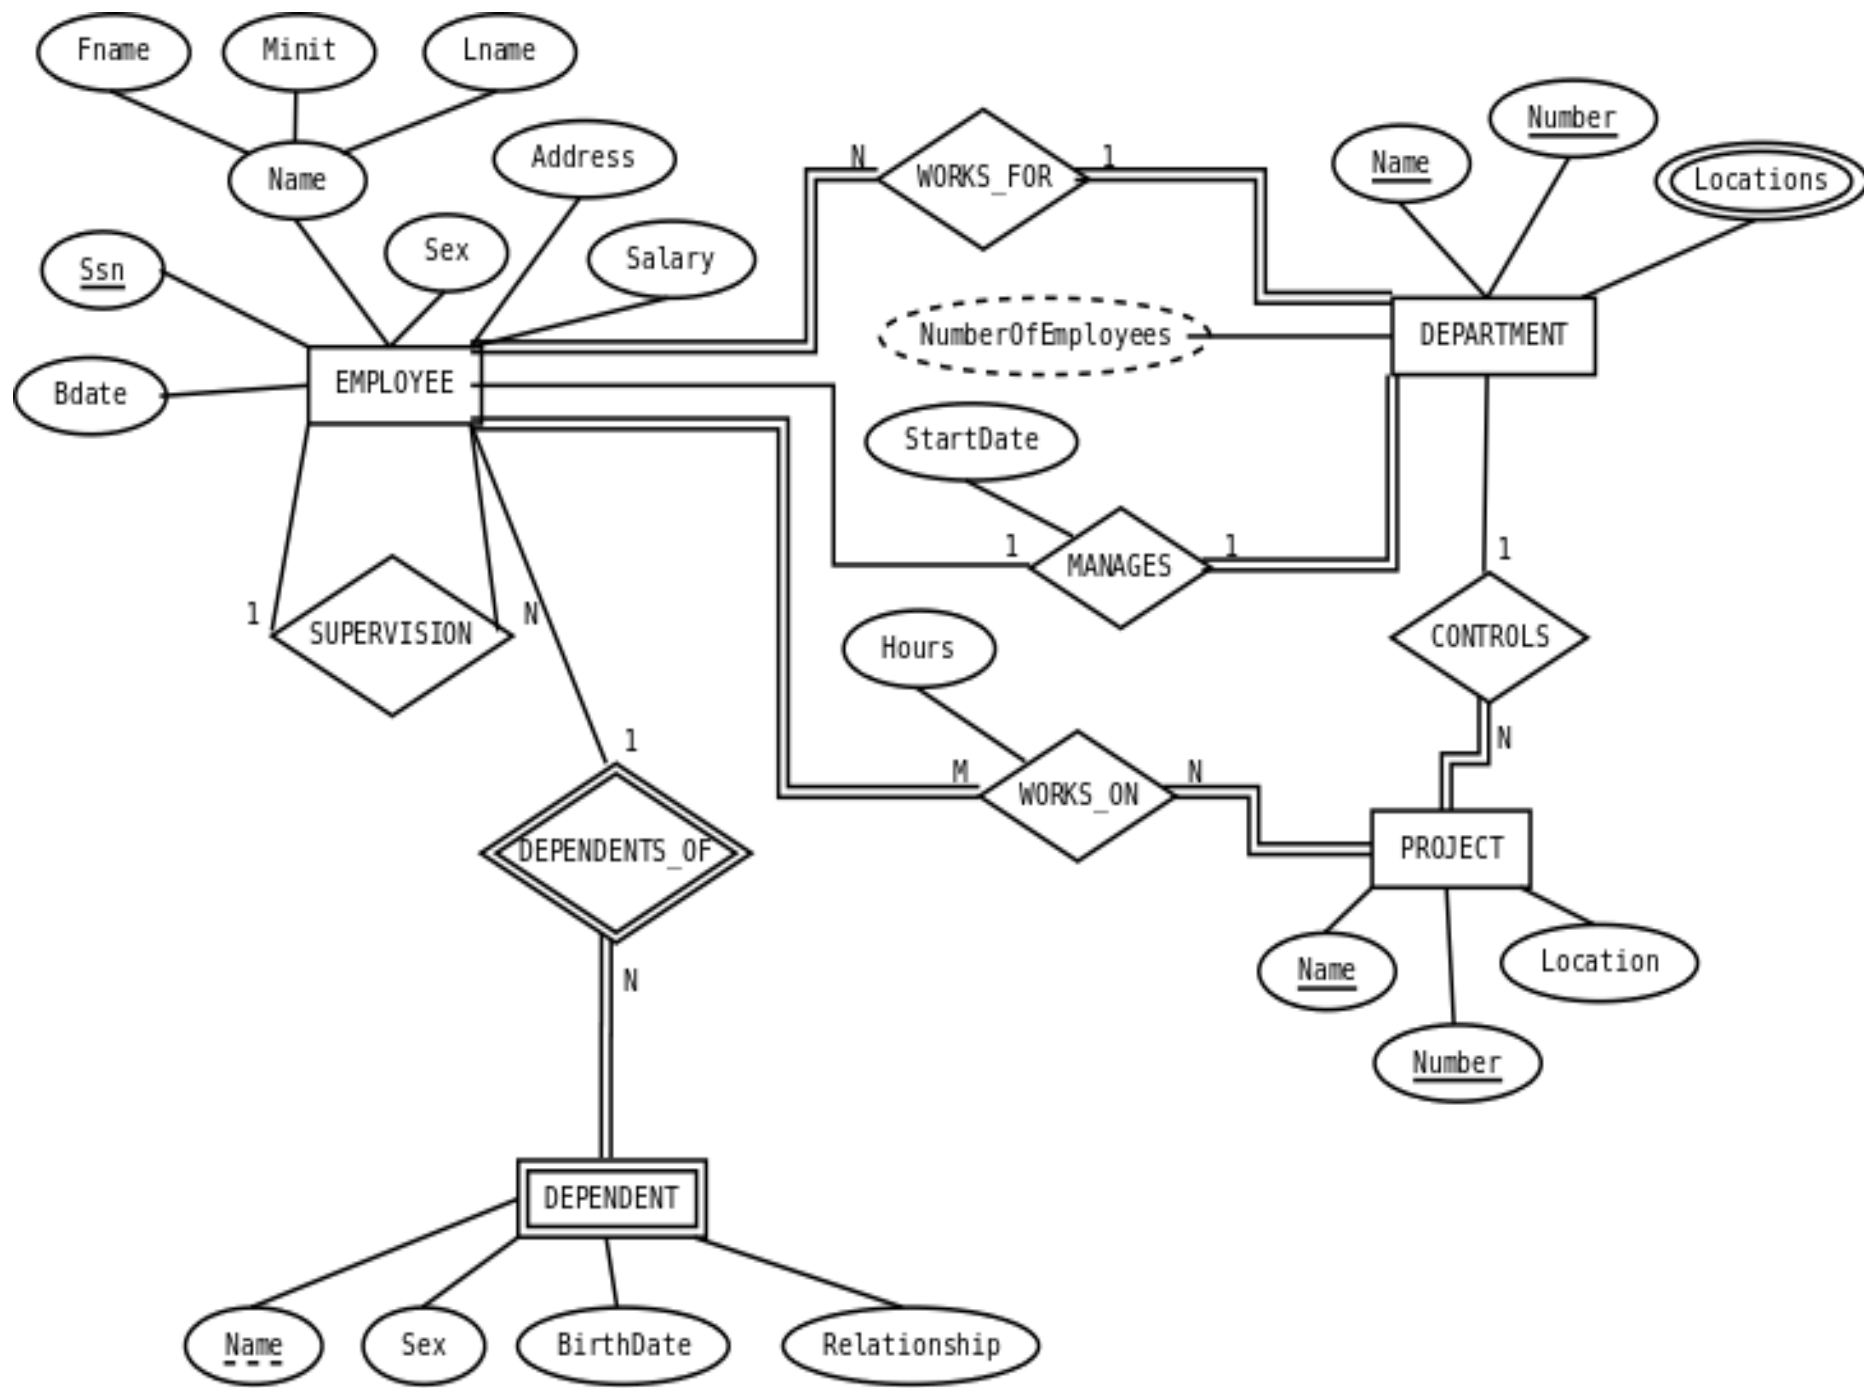 Fname
Minit
Lname
Name
Address
Ssn
Sex
Salary
Bdate
EMPLOYEE
N
WORKS_FOR
1
Name
Number
Locations
NumberOfEmployees
DEPARTMENT
StartDate
1
MANAGES
1
1
SUPERVISION
N
1
CONTROLS
N
Hours
M
WORKS_ON
N
PROJECT
Name
Number
Location
1
DEPENDENTS_OF
N
DEPENDENT
Name
Sex
BirthDate
Relationship